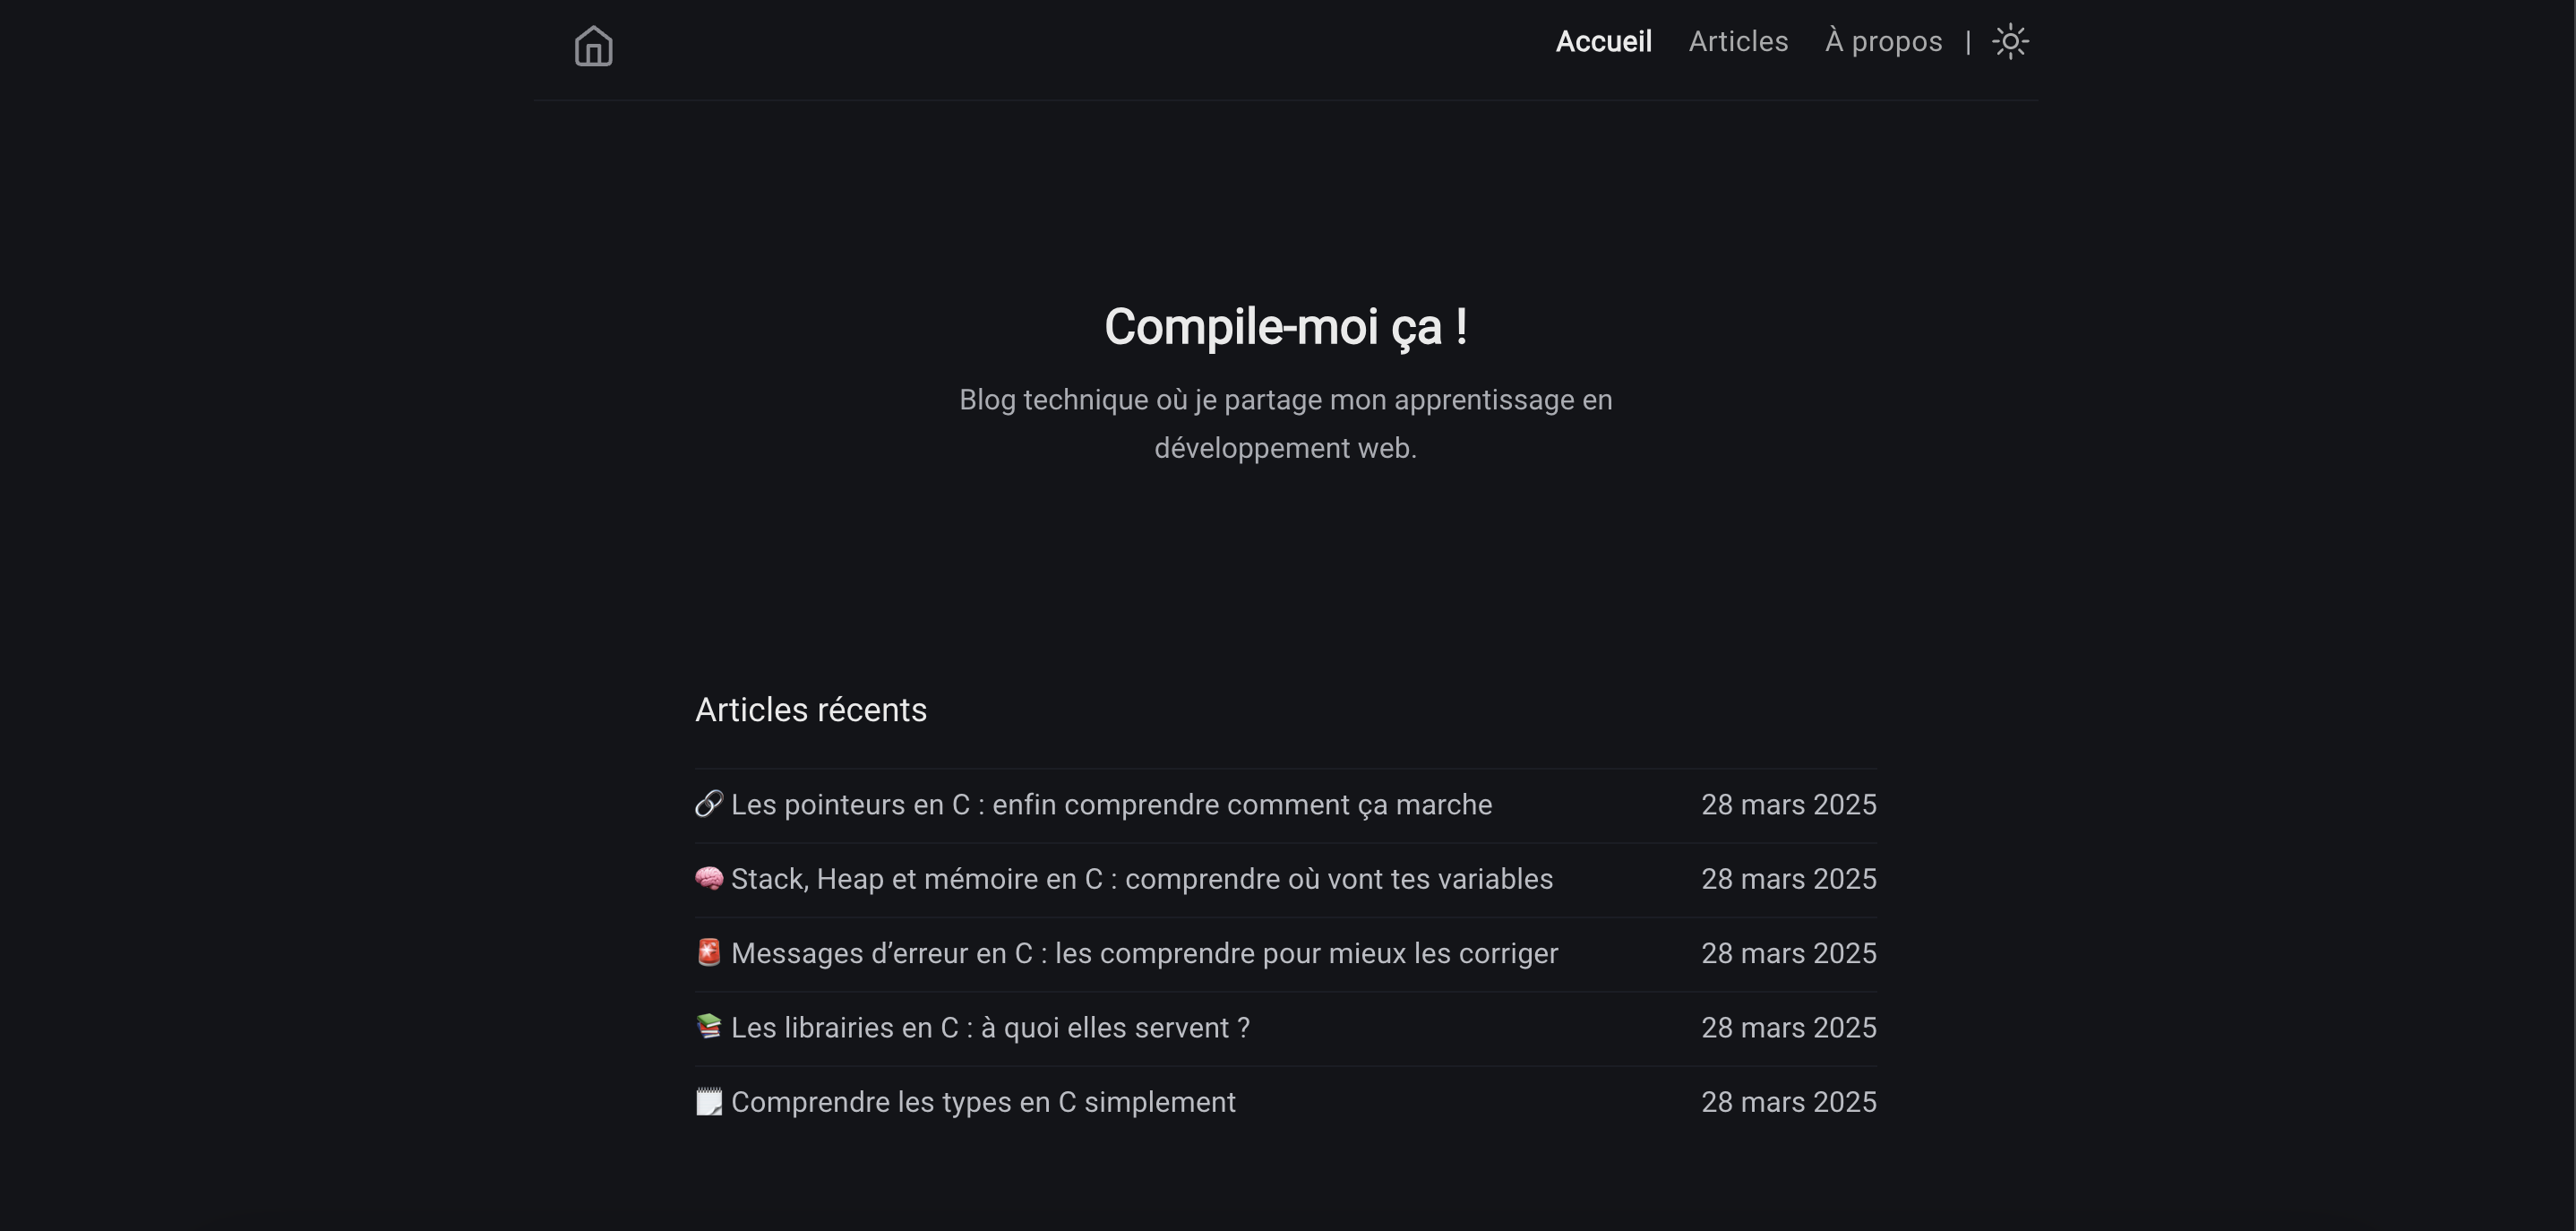 Accueil Articles À propos |
Compile-moi ça !
Blog technique où je partage mon apprentissage en
développement web.
Articles récents
🔗 Les pointeurs en C : enfin comprendre comment ça marche 28 mars 2025
🧠 Stack, Heap et mémoire en C : comprendre où vont tes variables 28 mars 2025
🚨 Messages d’erreur en C : les comprendre pour mieux les corriger 28 mars 2025
📚 Les librairies en C : à quoi elles servent ? 28 mars 2025
🗒️ Comprendre les types en C simplement 28 mars 2025